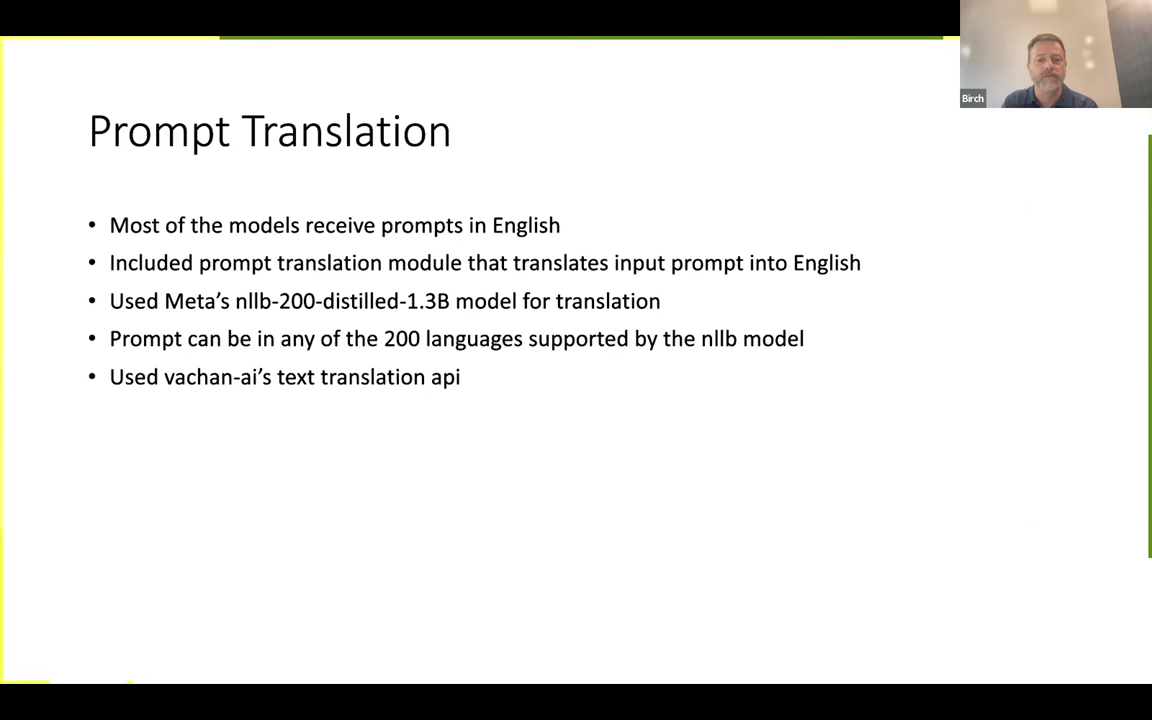 Prompt Translation
• Most of the models receive prompts in English
• Included prompt translation module that translates input prompt into English
• Used Meta’s nllb-200-distilled-1.3B model for translation
• Prompt can be in any of the 200 languages supported by the nllb model
• Used vachan-ai’s text translation api
Birch